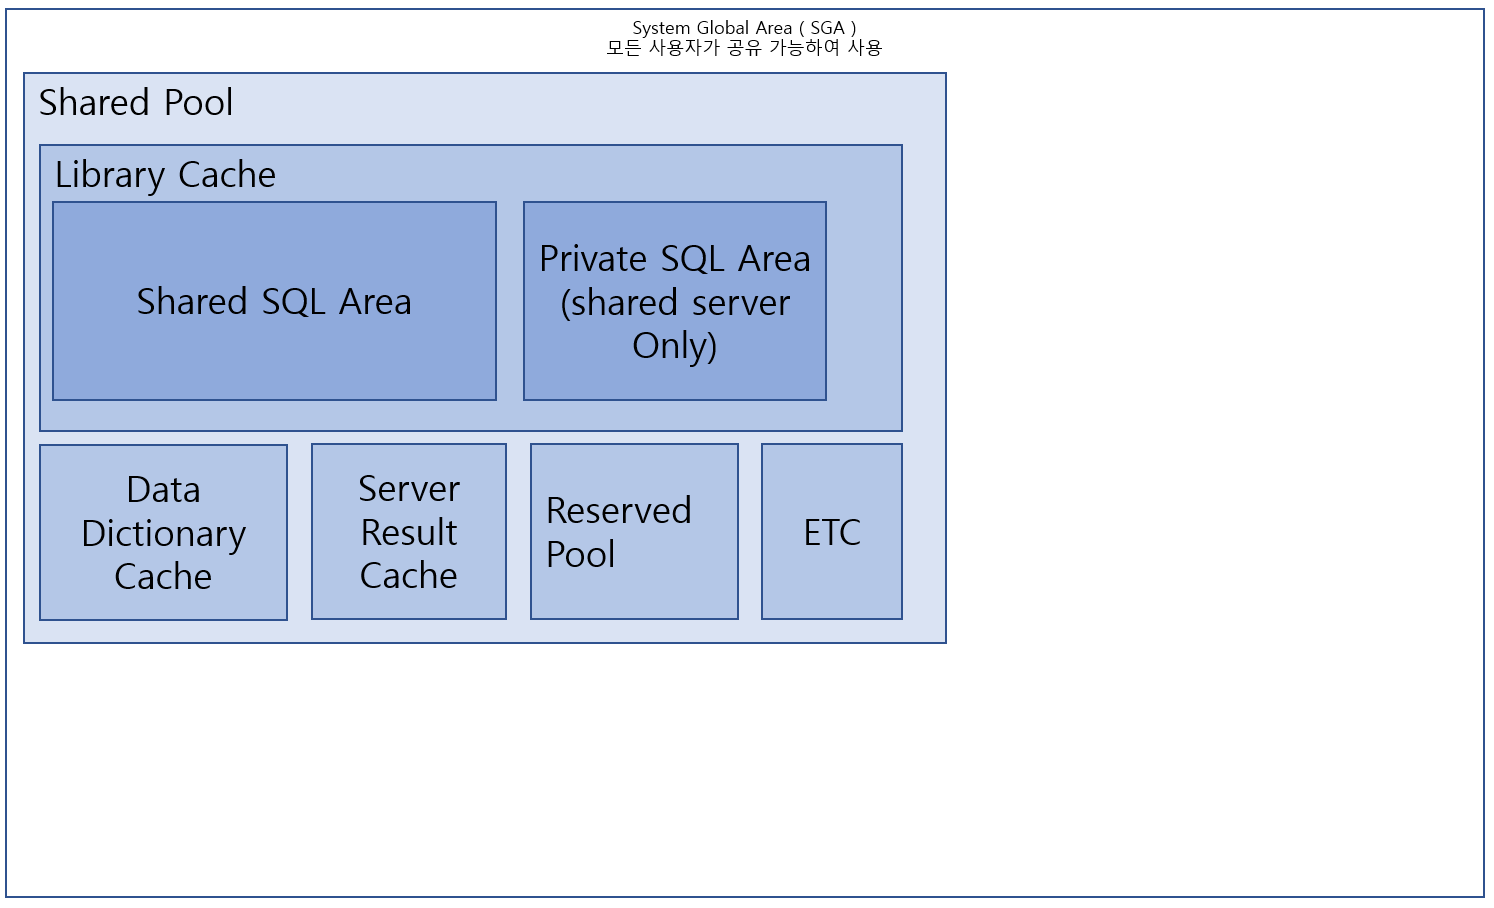 System Global Area ( SGA )
모든 사용자가 공유 가능하여 사용
Shared Pool
Library Cache
Shared SQL Area
Private SQL Area
(shared server
Only)
Data
Dictionary
Cache
Server
Result
Cache
Reserved
Pool
ETC